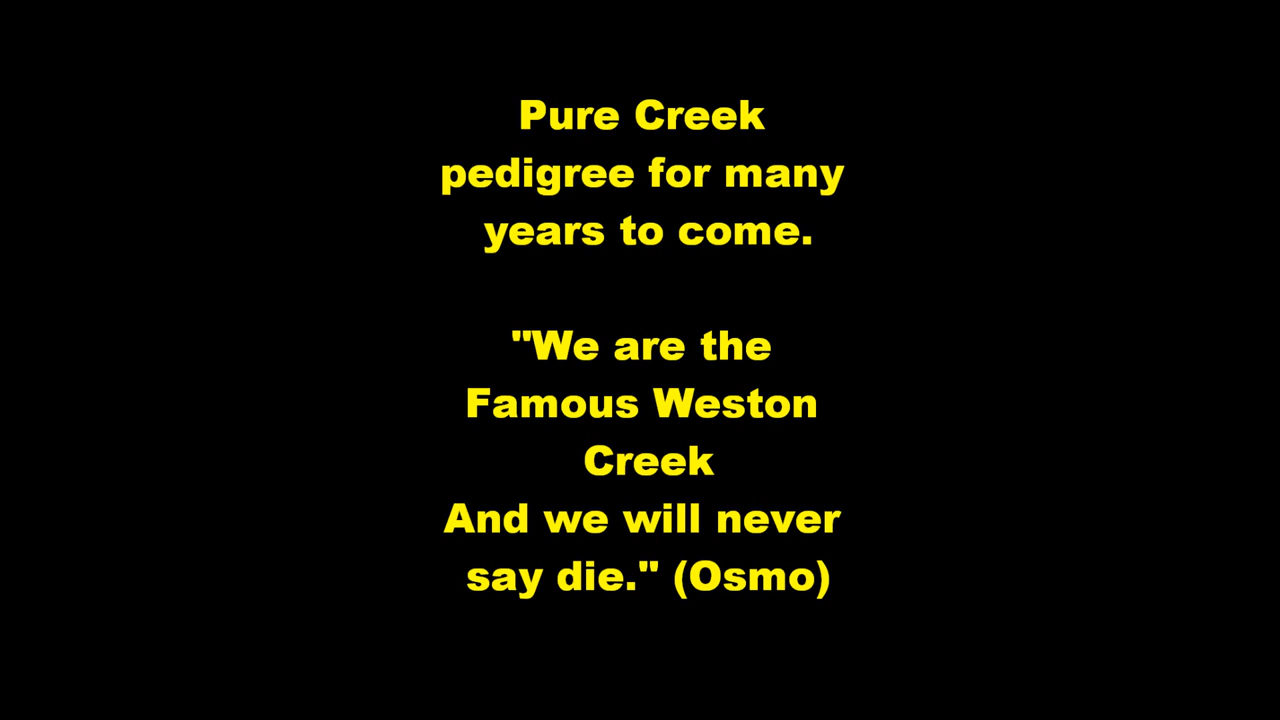 Pure Creek
pedigree for many
years to come.
"We are the
Famous Weston
Creek
And we will never
say die." (Osmo)